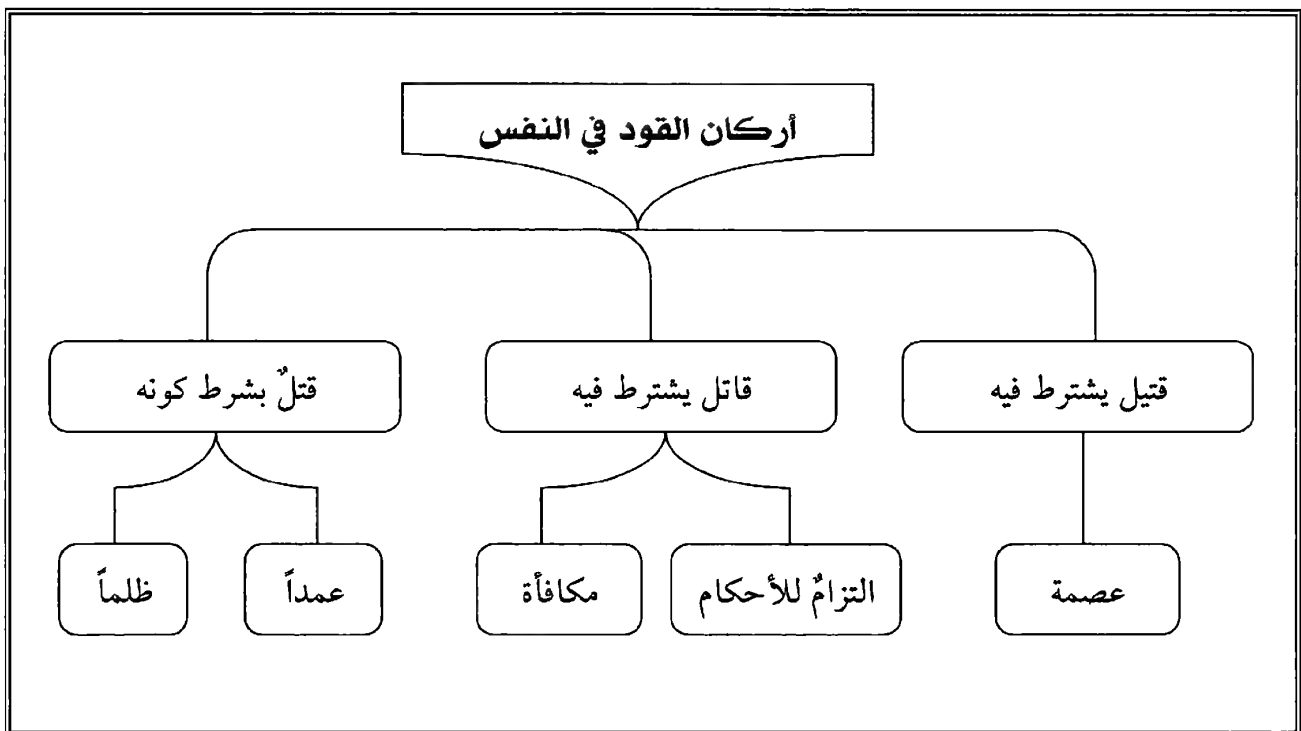 أركان القود في النفس
قتيل يشترط فيه
قاتل يشترط فيه
قتلٌ بشرط كونه
عصمة
التزامٌ للأحكام
مكافأة
عمداً
ظلماً